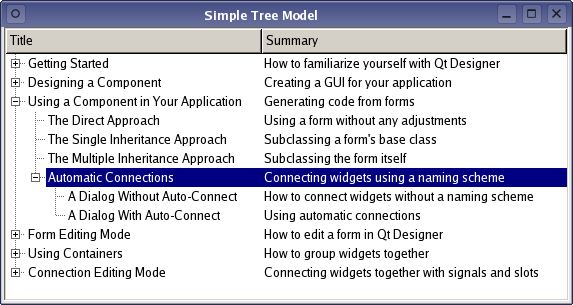 Simple Tree Model
Title Summary
Getting Started How to familiarize yourself with Qt Designer
Designing a Component Creating a GUI for your application
Using a Component in Your Application Generating code from forms
The Direct Approach Using a form without any adjustments
The Single Inheritance Approach Subclassing a form's base class
The Multiple Inheritance Approach Subclassing the form itself
Automatic Connections Connecting widgets using a naming scheme
A Dialog Without Auto-Connect How to connect widgets without a naming scheme
A Dialog With Auto-Connect Using automatic connections
Form Editing Mode How to edit a form in Qt Designer
Using Containers How to group widgets together
Connection Editing Mode Connecting widgets together with signals and slots